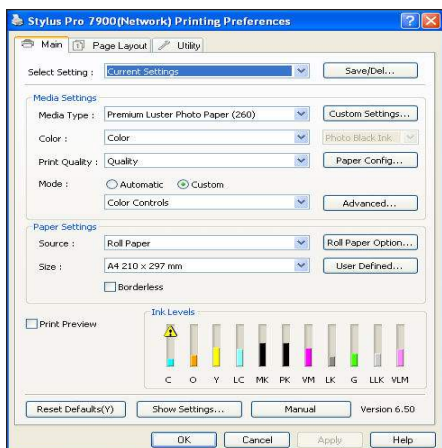 Stylus Pro 7900(Network) Printing Preferences
Main Page Layout Utility
Select Setting : Current Settings Save/Del...
Media Settings
Media Type : Premium Luster Photo Paper (260) Custom Settings...
Color : Color Photo Black Ink
Print Quality : Quality Paper Config...
Mode : Automatic Custom
Color Controls Advanced...
Paper Settings
Source : Roll Paper Roll Paper Option...
Size : A4 210 x 297 mm User Defined...
Borderless
Print Preview
Ink Levels
C O Y LC MK PK VM LK G LLK VLM
Reset Defaults(Y) Show Settings... Manual Version 6.50
OK Cancel Apply Help